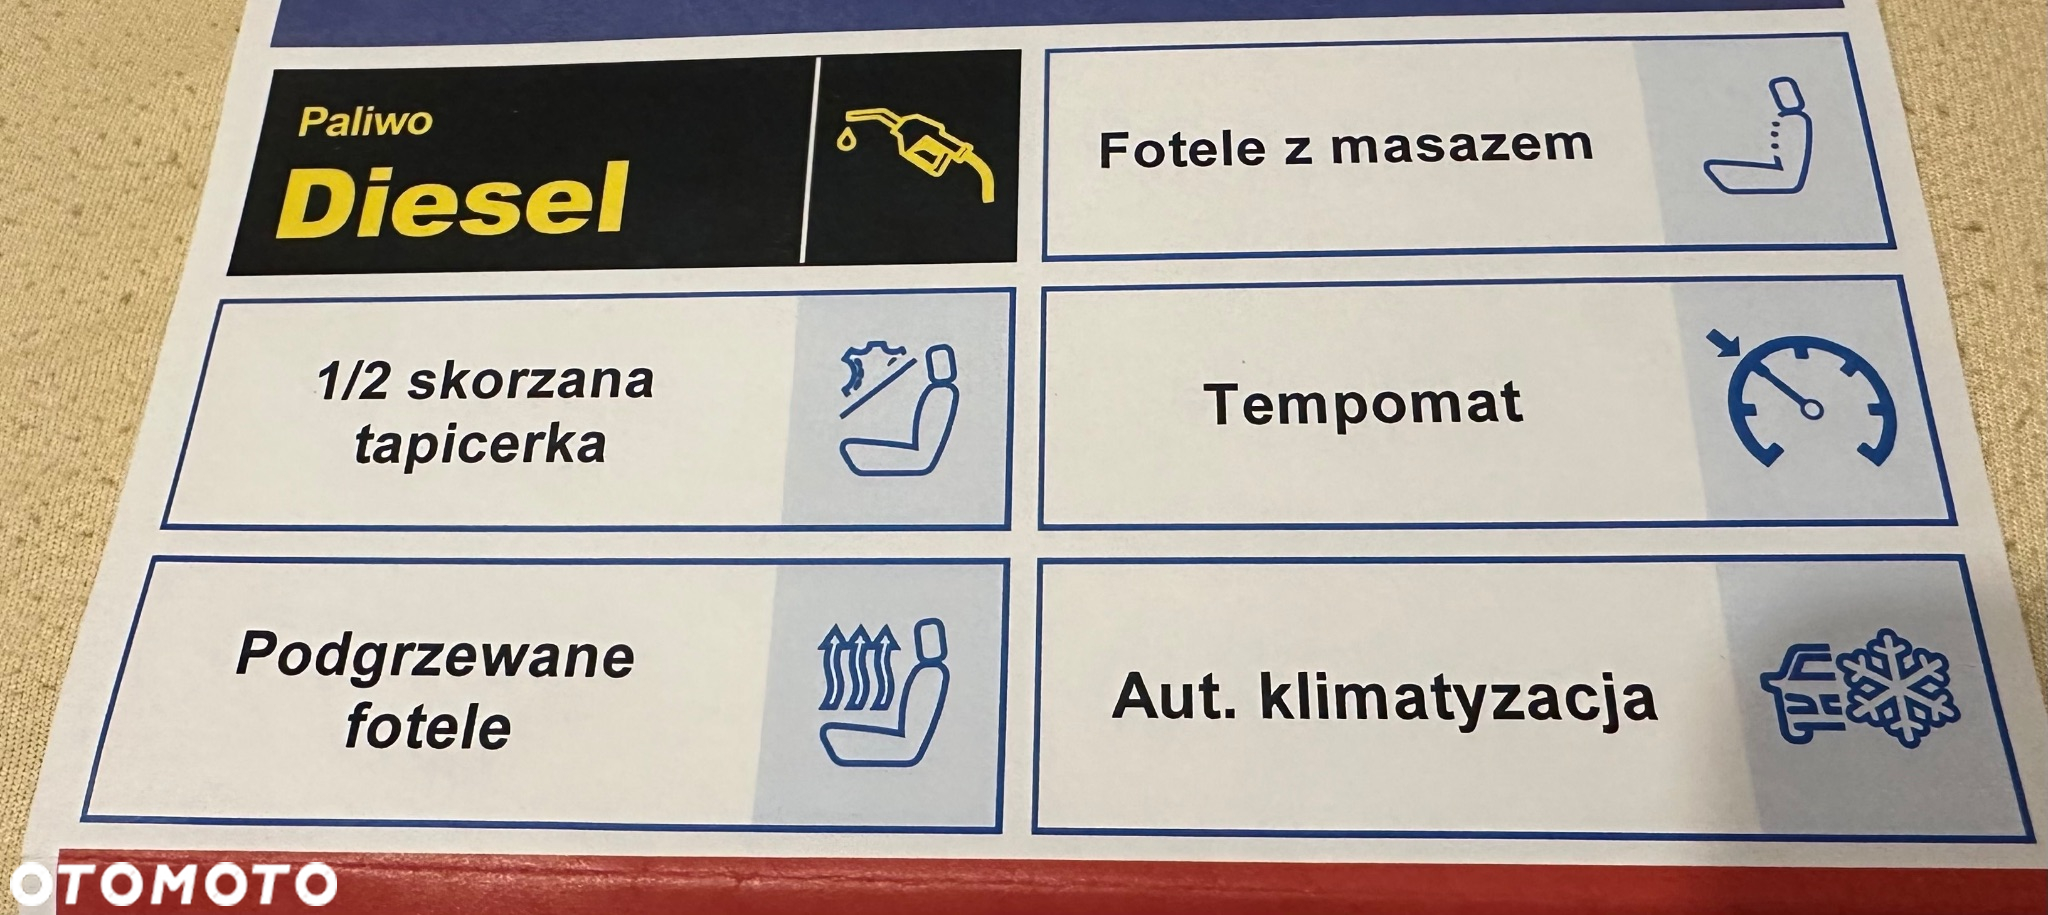 Paliwo
Diesel
Fotele z masazem
1/2 skorzana
tapicerka
Tempomat
Podgrzewane
fotele
Aut. klimatyzacja
OTOMOTO